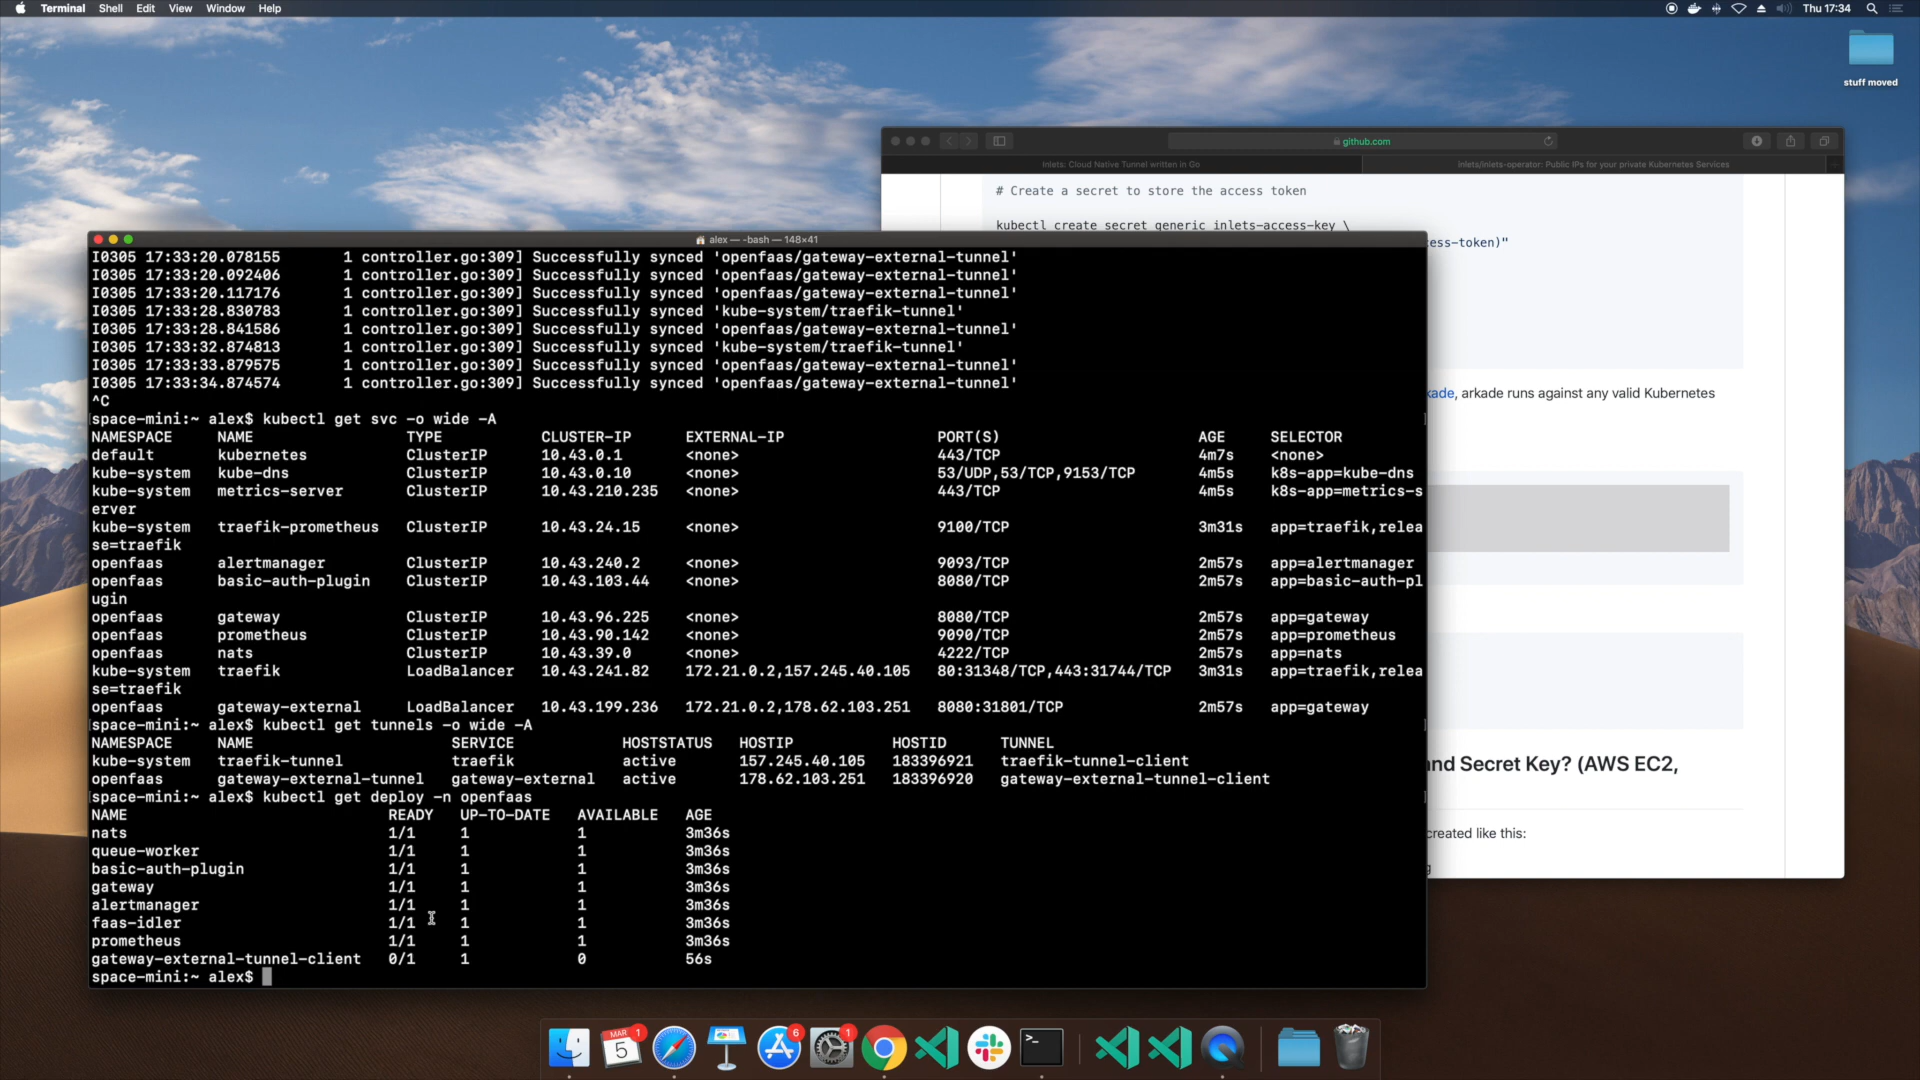 Terminal Shell Edit View Window Help
Thu 17:34
stuff moved
github.com
inlets: Cloud Native Tunnel written in Go
inlets/inlets-operator: Public IPs for your private Kubernetes Services
# Create a secret to store the access token
kubectl create secret generic inlets-access-key \
ess-token)"
kade, arkade runs against any valid Kubernetes
nd Secret Key? (AWS EC2,
created like this:
g
alex — -bash — 148×41
I0305 17:33:20.078155       1 controller.go:309] Successfully synced 'openfaas/gateway-external-tunnel'
I0305 17:33:20.092406       1 controller.go:309] Successfully synced 'openfaas/gateway-external-tunnel'
I0305 17:33:20.117176       1 controller.go:309] Successfully synced 'openfaas/gateway-external-tunnel'
I0305 17:33:28.830783       1 controller.go:309] Successfully synced 'kube-system/traefik-tunnel'
I0305 17:33:28.841586       1 controller.go:309] Successfully synced 'openfaas/gateway-external-tunnel'
I0305 17:33:32.874813       1 controller.go:309] Successfully synced 'kube-system/traefik-tunnel'
I0305 17:33:33.879575       1 controller.go:309] Successfully synced 'openfaas/gateway-external-tunnel'
I0305 17:33:34.874574       1 controller.go:309] Successfully synced 'openfaas/gateway-external-tunnel'
^C
[space-mini:~ alex$ kubectl get svc -o wide -A ]
NAMESPACE     NAME                 TYPE           CLUSTER-IP      EXTERNAL-IP                 PORT(S)                      AGE     SELECTOR
default       kubernetes           ClusterIP      10.43.0.1       <none>                      443/TCP                      4m7s    <none>
kube-system   kube-dns             ClusterIP      10.43.0.10      <none>                      53/UDP,53/TCP,9153/TCP       4m5s    k8s-app=kube-dns
kube-system   metrics-server       ClusterIP      10.43.210.235   <none>                      443/TCP                      4m5s    k8s-app=metrics-s
erver
kube-system   traefik-prometheus   ClusterIP      10.43.24.15     <none>                      9100/TCP                     3m31s   app=traefik,relea
se=traefik
openfaas      alertmanager         ClusterIP      10.43.240.2     <none>                      9093/TCP                     2m57s   app=alertmanager
openfaas      basic-auth-plugin    ClusterIP      10.43.103.44    <none>                      8080/TCP                     2m57s   app=basic-auth-pl
ugin
openfaas      gateway              ClusterIP      10.43.96.225    <none>                      8080/TCP                     2m57s   app=gateway
openfaas      prometheus           ClusterIP      10.43.90.142    <none>                      9090/TCP                     2m57s   app=prometheus
openfaas      nats                 ClusterIP      10.43.39.0      <none>                      4222/TCP                     2m57s   app=nats
kube-system   traefik              LoadBalancer   10.43.241.82    172.21.0.2,157.245.40.105   80:31348/TCP,443:31744/TCP   3m31s   app=traefik,relea
se=traefik
openfaas      gateway-external     LoadBalancer   10.43.199.236   172.21.0.2,178.62.103.251   8080:31801/TCP               2m57s   app=gateway
[space-mini:~ alex$ kubectl get tunnels -o wide -A ]
NAMESPACE     NAME                      SERVICE            HOSTSTATUS   HOSTIP           HOSTID      TUNNEL
kube-system   traefik-tunnel            traefik            active       157.245.40.105   183396921   traefik-tunnel-client
openfaas      gateway-external-tunnel   gateway-external   active       178.62.103.251   183396920   gateway-external-tunnel-client
[space-mini:~ alex$ kubectl get deploy -n openfaas ]
NAME                             READY   UP-TO-DATE   AVAILABLE   AGE
nats                             1/1     1            1           3m36s
queue-worker                     1/1     1            1           3m36s
basic-auth-plugin                1/1     1            1           3m36s
gateway                          1/1     1            1           3m36s
alertmanager                     1/1     1            1           3m36s
faas-idler                       1/1     1            1           3m36s
prometheus                       1/1     1            1           3m36s
gateway-external-tunnel-client   0/1     1            0           56s
space-mini:~ alex$
MAR 1 6 1
5
>_